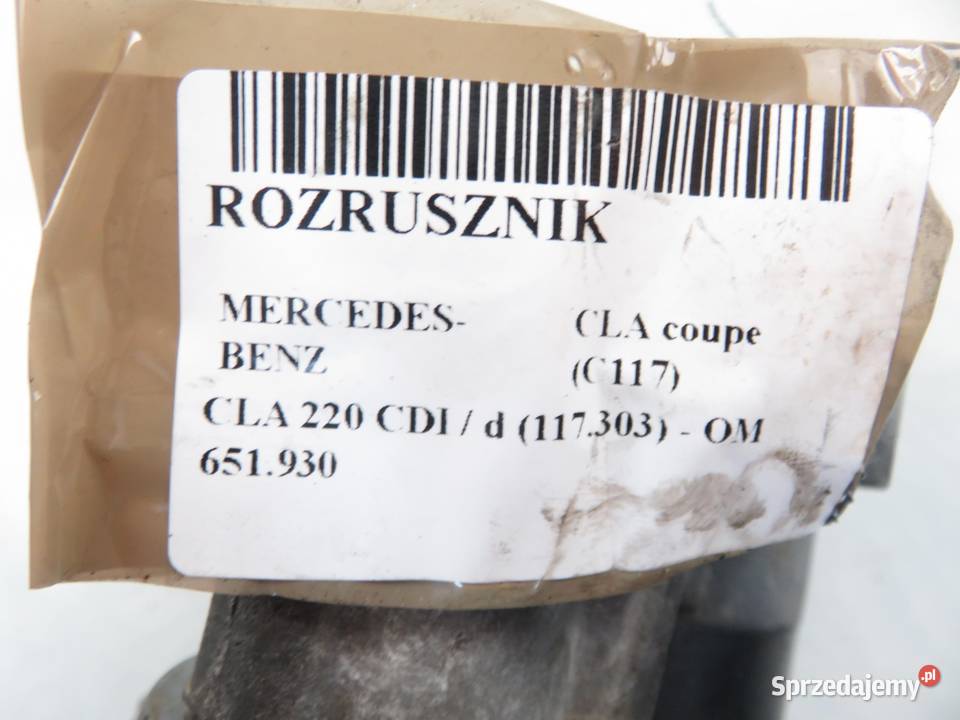 ROZRUSZNIK
MERCEDES-
BENZ
CLA coupe
(C117)
CLA 220 CDI / d (117.303) - OM
651.930
Sprzedajemy.pl